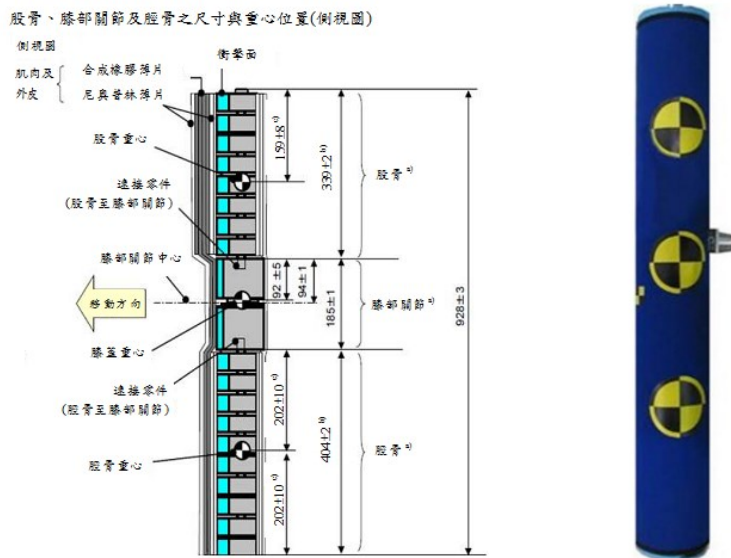 股骨、膝部關節及脛骨之尺寸與重心位置(側視圖)
側視圖
衝擊面
肌肉及
外皮
合成橡膠薄片
尼奧普林薄片
股骨重心
159±8 ᶜ⁾
339±2 ᵇ⁾
股骨 ᵃ⁾
連接零件
(股骨至膝部關節)
膝部關節中心
92 ±5
94±1
185±1
膝部關節 ᵃ⁾
928±3
移動方向
膝蓋重心
連接零件
(脛骨至膝部關節)
202±10 ᶜ⁾
404±2 ᵇ⁾
脛骨 ᵃ⁾
脛骨重心
202±10 ᶜ⁾